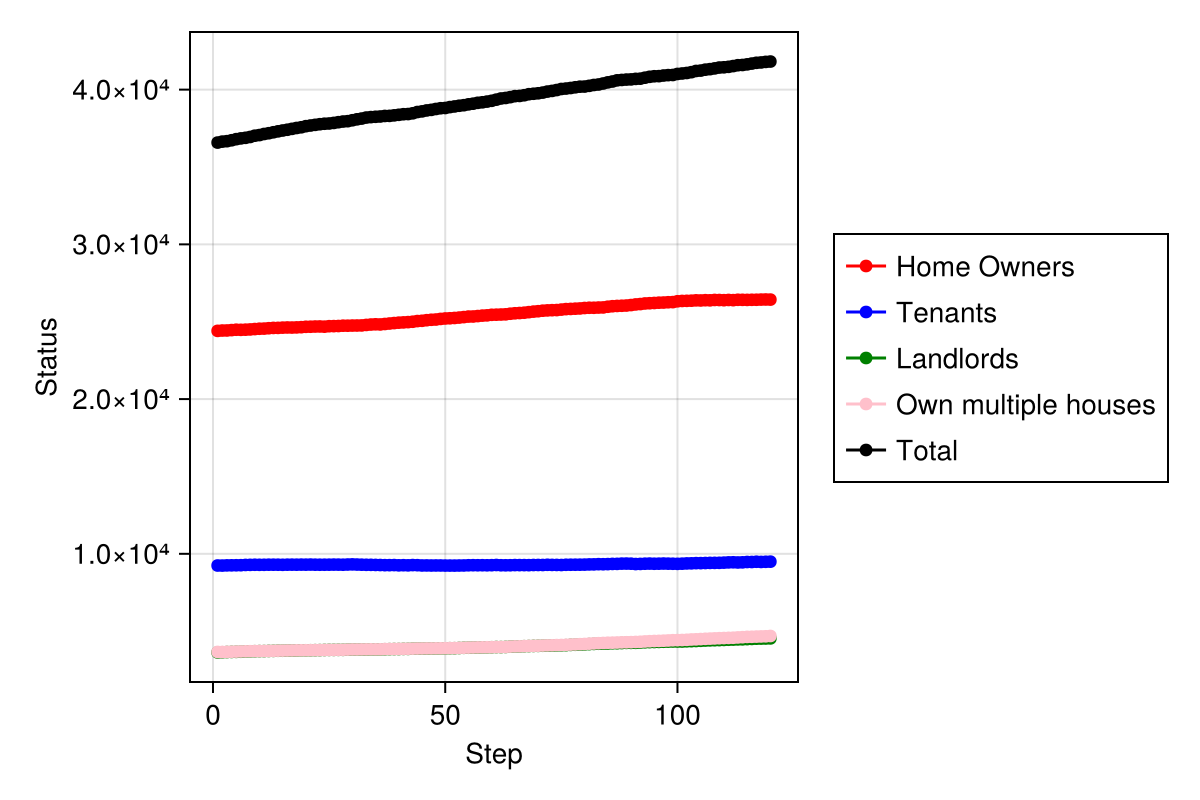 4.0×10⁴
3.0×10⁴
2.0×10⁴
1.0×10⁴
Status
0 50 100
Step
Home Owners
Tenants
Landlords
Own multiple houses
Total